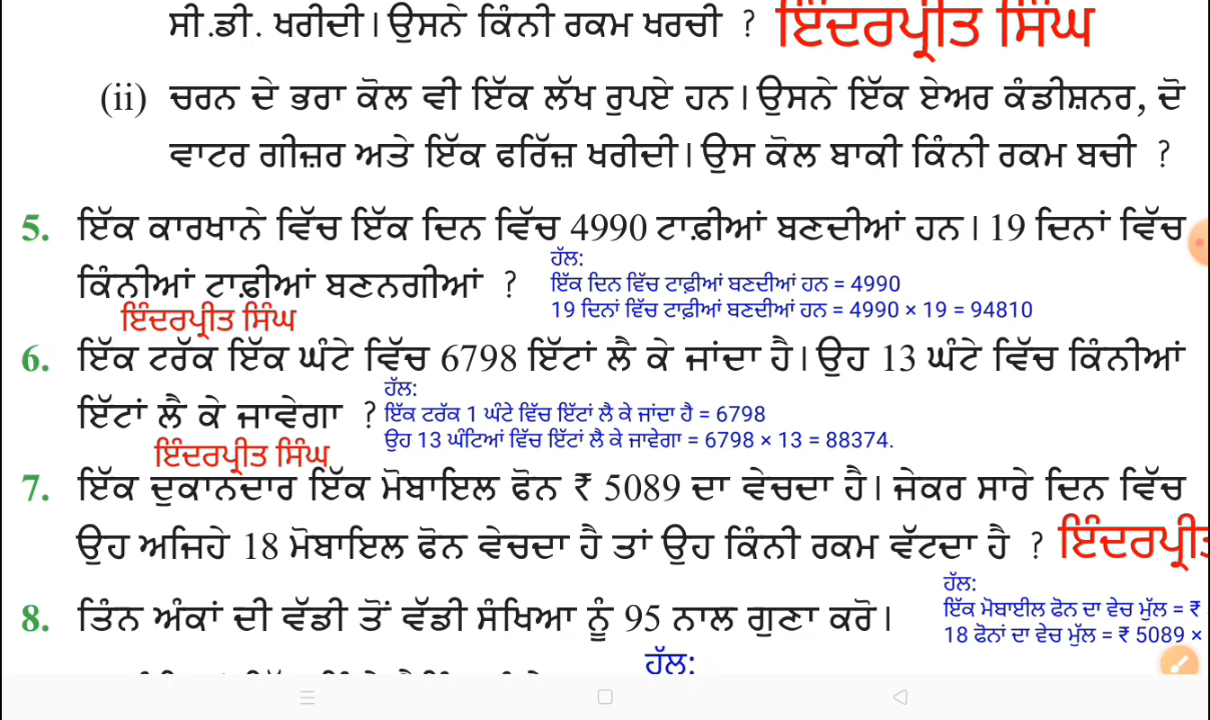 ਸੀ.ਡੀ. ਖਰੀਦੀ। ਉਸਨੇ ਕਿੰਨੀ ਰਕਮ ਖਰਚੀ ? ਇੰਦਰਪ੍ਰੀਤ ਸਿੰਘ
(ii) ਚਰਨ ਦੇ ਭਰਾ ਕੋਲ ਵੀ ਇੱਕ ਲੱਖ ਰੁਪਏ ਹਨ। ਉਸਨੇ ਇੱਕ ਏਅਰ ਕੰਡੀਸ਼ਨਰ, ਦੋ
ਵਾਟਰ ਗੀਜ਼ਰ ਅਤੇ ਇੱਕ ਫਰਿੱਜ਼ ਖਰੀਦੀ। ਉਸ ਕੋਲ ਬਾਕੀ ਕਿੰਨੀ ਰਕਮ ਬਚੀ ?
5. ਇੱਕ ਕਾਰਖਾਨੇ ਵਿੱਚ ਇੱਕ ਦਿਨ ਵਿੱਚ 4990 ਟਾਫ਼ੀਆਂ ਬਣਦੀਆਂ ਹਨ। 19 ਦਿਨਾਂ ਵਿੱਚ
ਕਿੰਨੀਆਂ ਟਾਫ਼ੀਆਂ ਬਣਨਗੀਆਂ ?
ਹੱਲ:
ਇੱਕ ਦਿਨ ਵਿੱਚ ਟਾਫ਼ੀਆਂ ਬਣਦੀਆਂ ਹਨ = 4990
19 ਦਿਨਾਂ ਵਿੱਚ ਟਾਫ਼ੀਆਂ ਬਣਦੀਆਂ ਹਨ = 4990 × 19 = 94810
ਇੰਦਰਪ੍ਰੀਤ ਸਿੰਘ
6. ਇੱਕ ਟਰੱਕ ਇੱਕ ਘੰਟੇ ਵਿੱਚ 6798 ਇੱਟਾਂ ਲੈ ਕੇ ਜਾਂਦਾ ਹੈ। ਉਹ 13 ਘੰਟੇ ਵਿੱਚ ਕਿੰਨੀਆਂ
ਇੱਟਾਂ ਲੈ ਕੇ ਜਾਵੇਗਾ ?
ਹੱਲ:
ਇੱਕ ਟਰੱਕ 1 ਘੰਟੇ ਵਿੱਚ ਇੱਟਾਂ ਲੈ ਕੇ ਜਾਂਦਾ ਹੈ = 6798
ਉਹ 13 ਘੰਟਿਆਂ ਵਿੱਚ ਇੱਟਾਂ ਲੈ ਕੇ ਜਾਵੇਗਾ = 6798 × 13 = 88374.
ਇੰਦਰਪ੍ਰੀਤ ਸਿੰਘ
7. ਇੱਕ ਦੁਕਾਨਦਾਰ ਇੱਕ ਮੋਬਾਇਲ ਫੋਨ ₹ 5089 ਦਾ ਵੇਚਦਾ ਹੈ। ਜੇਕਰ ਸਾਰੇ ਦਿਨ ਵਿੱਚ
ਉਹ ਅਜਿਹੇ 18 ਮੋਬਾਇਲ ਫੋਨ ਵੇਚਦਾ ਹੈ ਤਾਂ ਉਹ ਕਿੰਨੀ ਰਕਮ ਵੱਟਦਾ ਹੈ ?
ਹੱਲ:
ਇੱਕ ਮੋਬਾਈਲ ਫੋਨ ਦਾ ਵੇਚ ਮੁੱਲ = ₹
18 ਫੋਨਾਂ ਦਾ ਵੇਚ ਮੁੱਲ = ₹ 5089 ×
8. ਤਿੰਨ ਅੰਕਾਂ ਦੀ ਵੱਡੀ ਤੋਂ ਵੱਡੀ ਸੰਖਿਆ ਨੂੰ 95 ਨਾਲ ਗੁਣਾ ਕਰੋ।
ਹੱਲ: